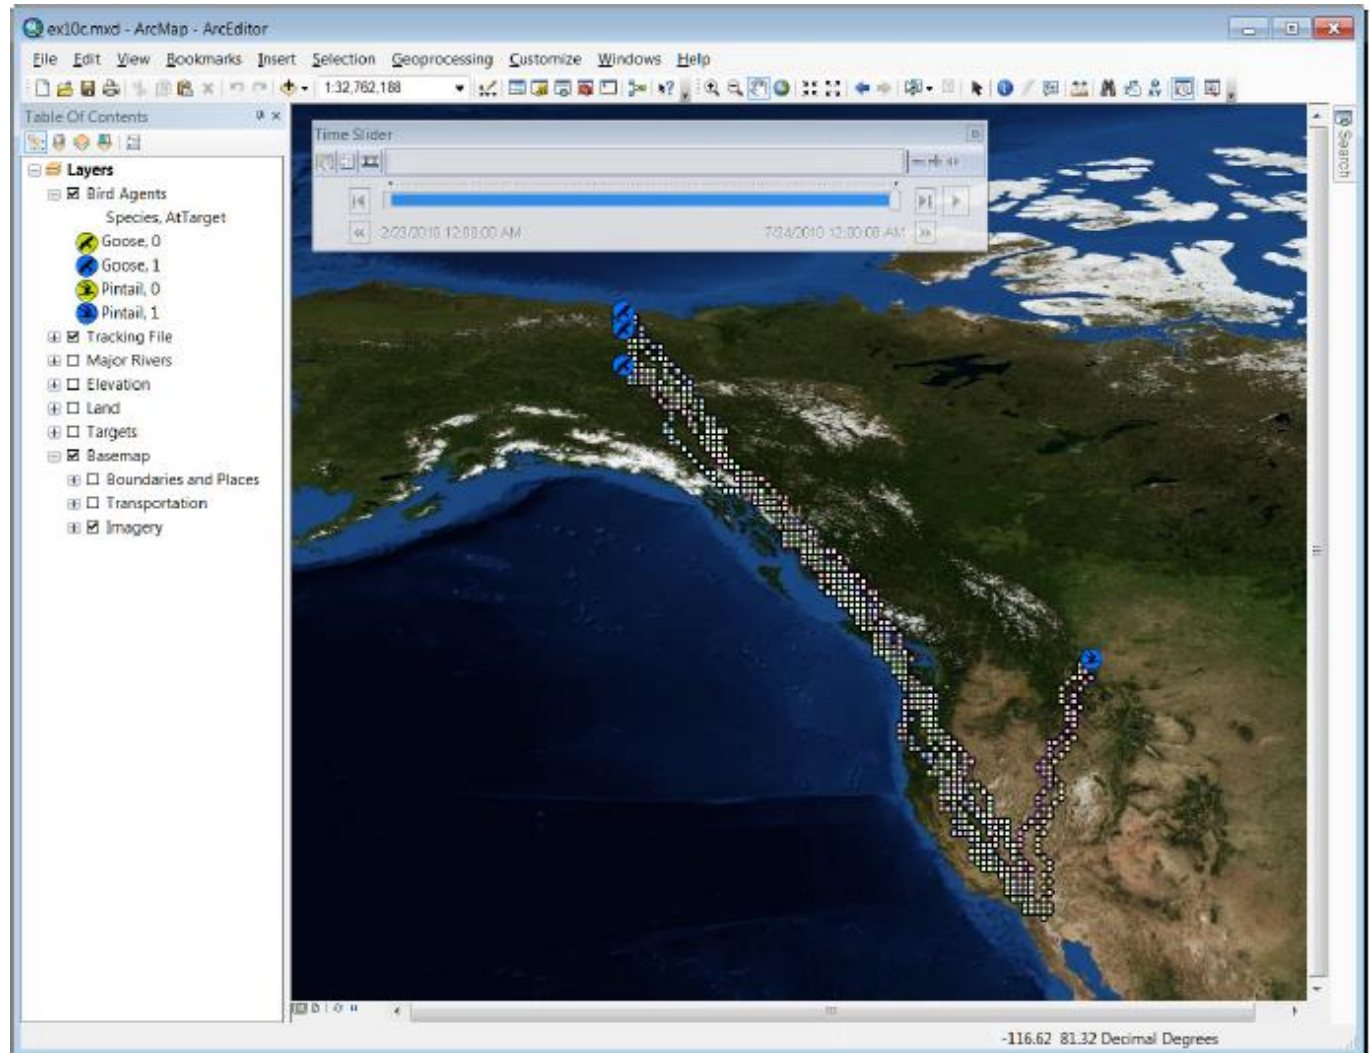 ex10c.mxd - ArcMap - ArcEditor
File Edit View Bookmarks Insert Selection Geoprocessing Customize Windows Help
1:32,762,188
Table Of Contents
Time Slider
Search
Layers
Bird Agents
Species, AtTarget
Goose, 0
Goose, 1
Pintail, 0
Pintail, 1
2/23/2010 12:00:00 AM
7/24/2010 12:00:00 AM
Tracking File
Major Rivers
Elevation
Land
Targets
Basemap
Boundaries and Places
Transportation
Imagery
-116.62 81.32 Decimal Degrees